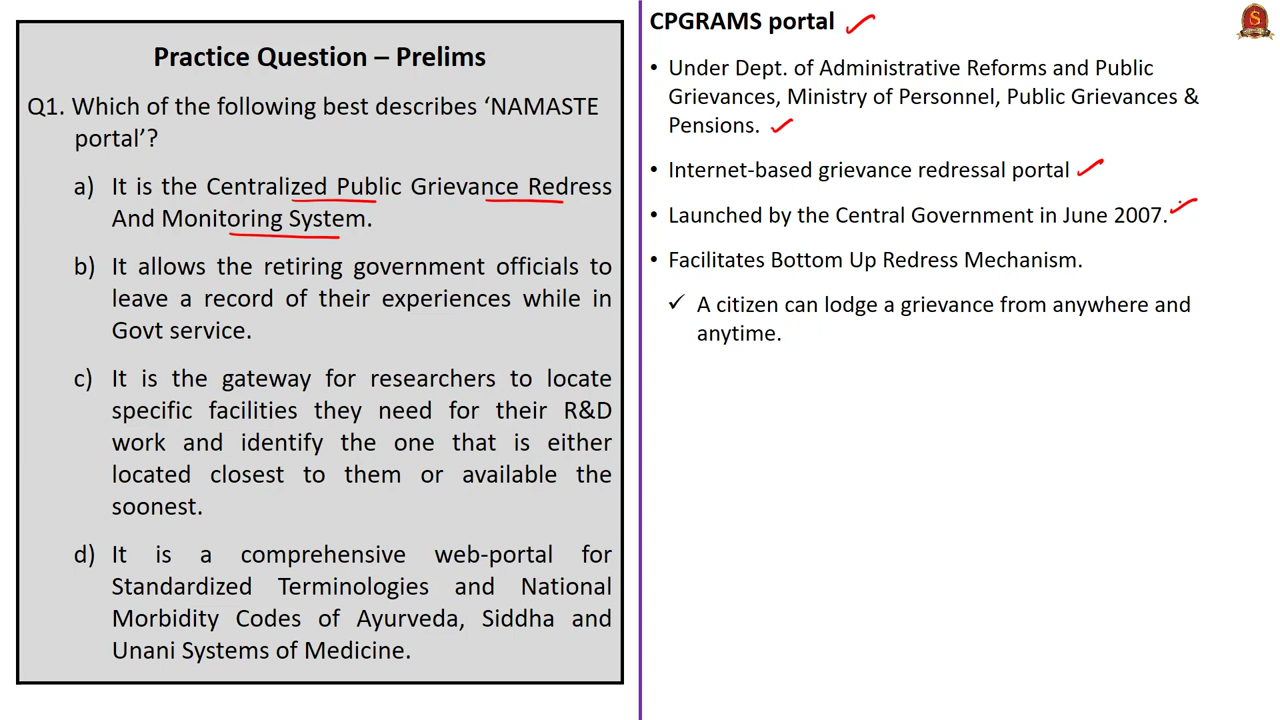 Practice Question – Prelims
Q1. Which of the following best describes ‘NAMASTE
portal’?
a) It is the Centralized Public Grievance Redress
And Monitoring System.
b) It allows the retiring government officials to
leave a record of their experiences while in
Govt service.
c) It is the gateway for researchers to locate
specific facilities they need for their R&D
work and identify the one that is either
located closest to them or available the
soonest.
d) It is a comprehensive web-portal for
Standardized Terminologies and National
Morbidity Codes of Ayurveda, Siddha and
Unani Systems of Medicine.
CPGRAMS portal
• Under Dept. of Administrative Reforms and Public
Grievances, Ministry of Personnel, Public Grievances &
Pensions.
• Internet-based grievance redressal portal
• Launched by the Central Government in June 2007.
• Facilitates Bottom Up Redress Mechanism.
✓ A citizen can lodge a grievance from anywhere and
anytime.
S